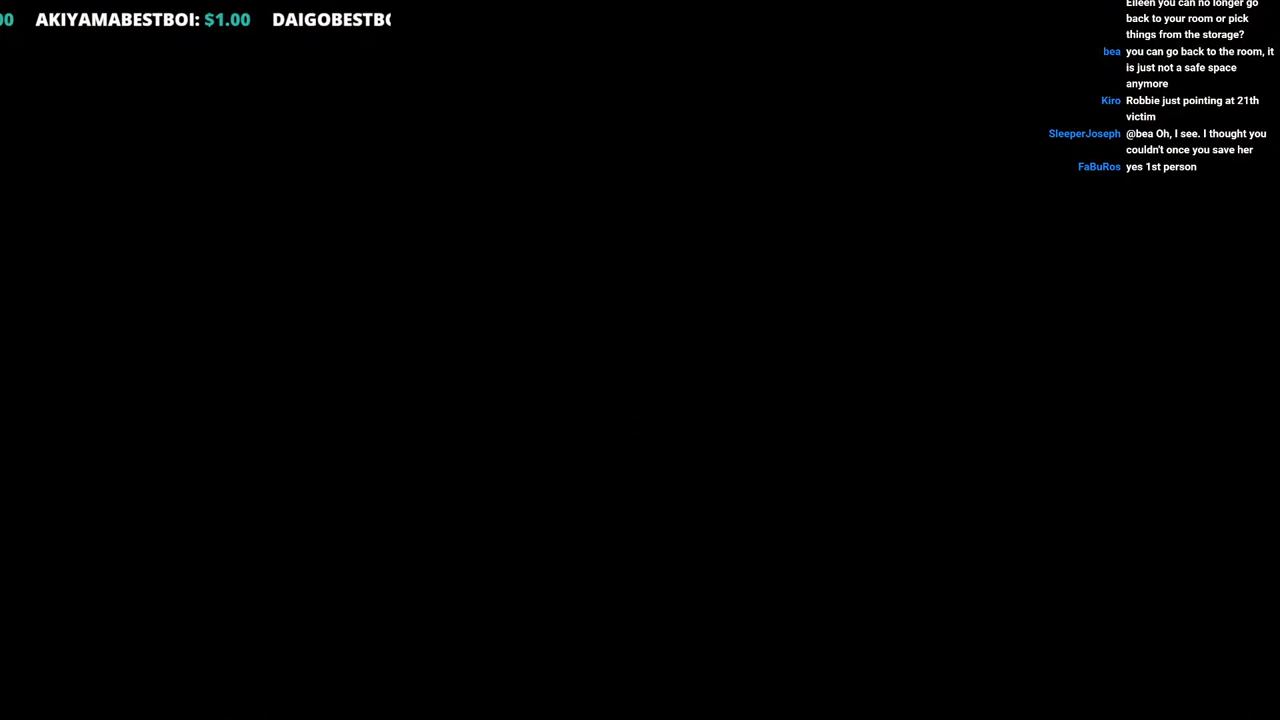 00 AKIYAMABESTBOI: $1.00 DAIGOBESTBO
Eileen you can no longer go
back to your room or pick
things from the storage?
bea you can go back to the room, it
is just not a safe space
anymore
Kiro Robbie just pointing at 21th
victim
SleeperJoseph @bea Oh, I see. I thought you
couldn't once you save her
FaBuRos yes 1st person